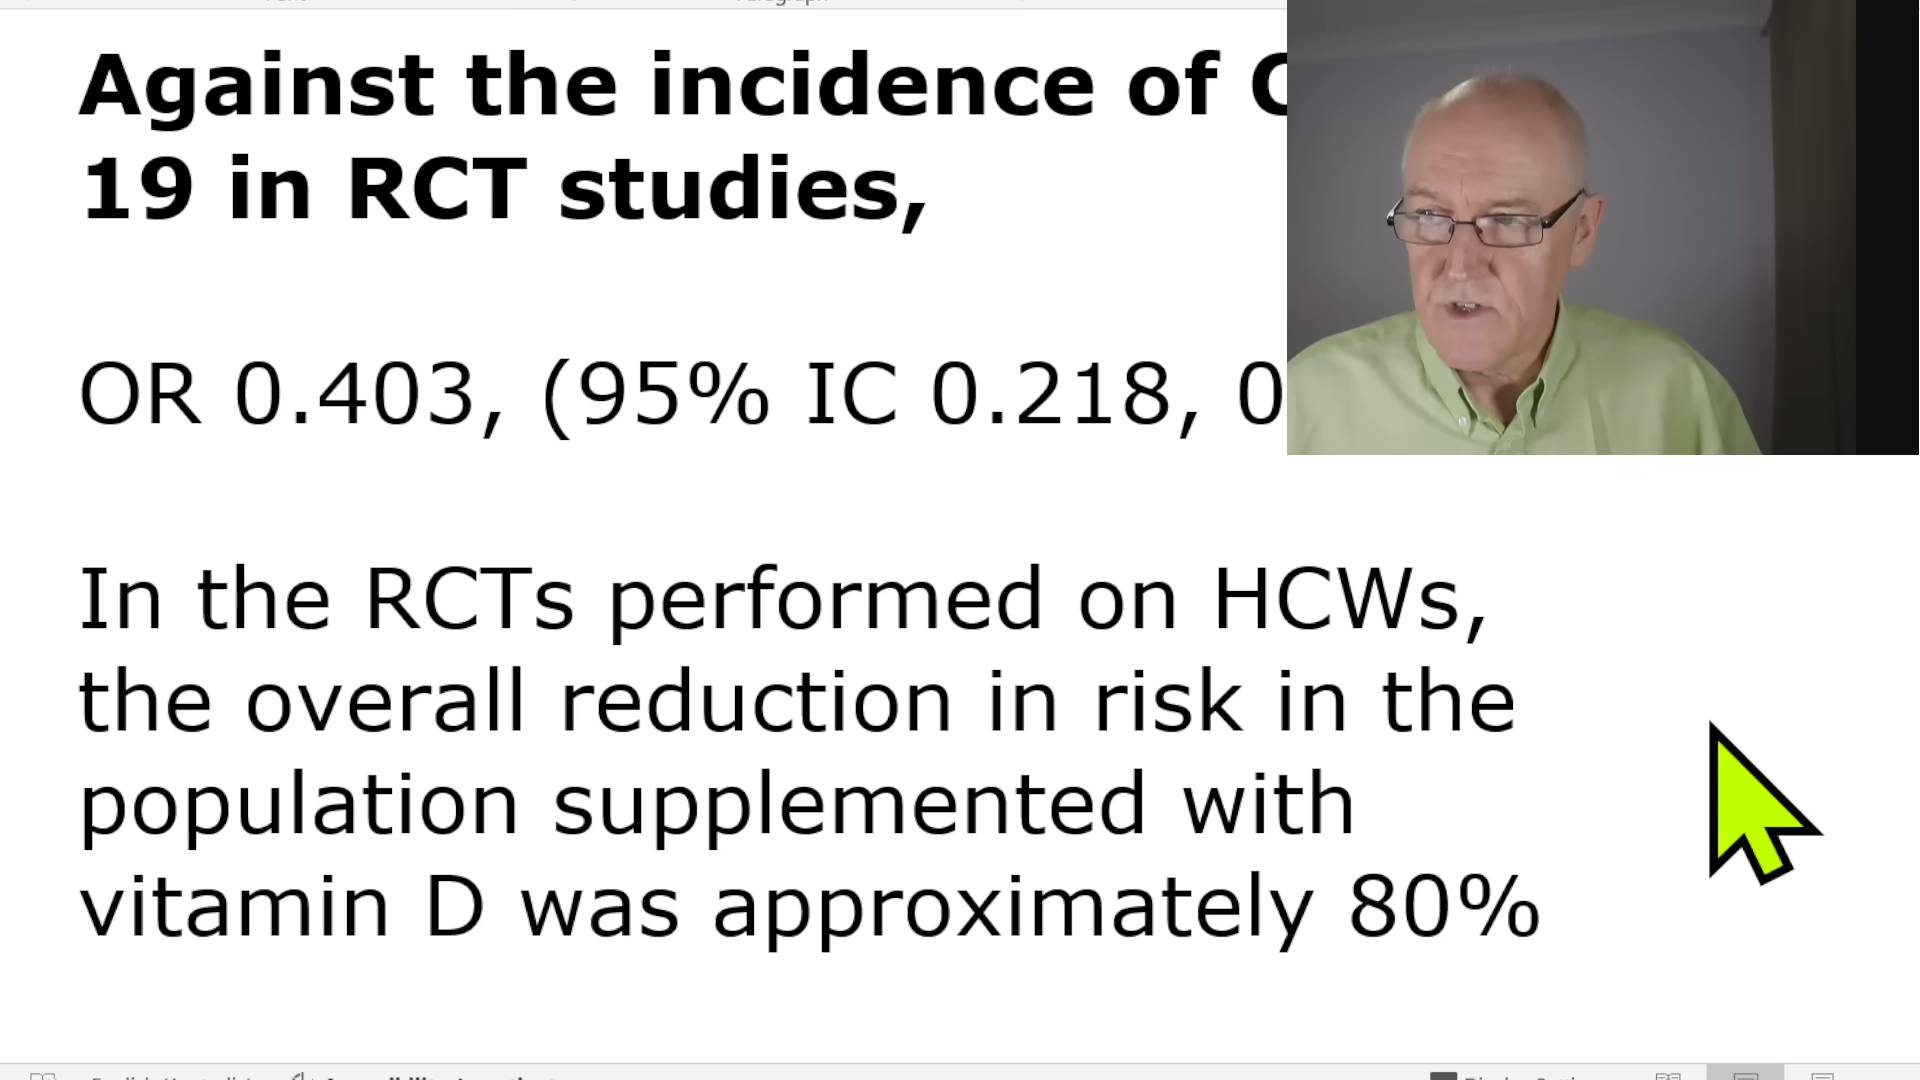 Against the incidence of C
19 in RCT studies,
OR 0.403, (95% IC 0.218, 0
In the RCTs performed on HCWs,
the overall reduction in risk in the
population supplemented with
vitamin D was approximately 80%